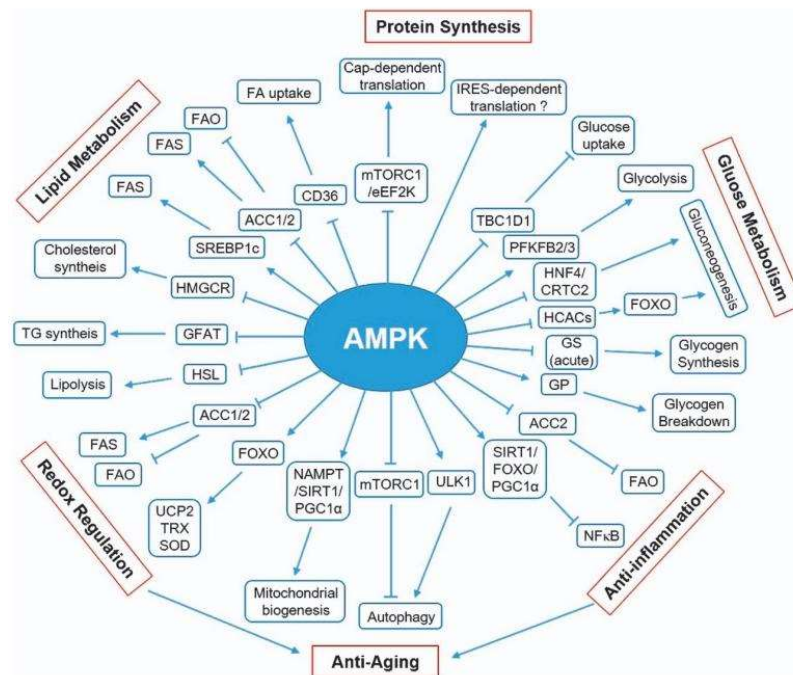 Protein Synthesis
Cap-dependent
translation
IRES-dependent
translation ?
FA uptake
FAO
FAS
FAS
Lipid Metabolism
Glucose
uptake
Glycolysis
Glucose Metabolism
Gluconeogenesis
mTORC1
/eEF2K
CD36
ACC1/2
SREBP1c
TBC1D1
PFKFB2/3
HNF4/
CRTC2
Cholesterol
syntheis
HMGCR
HCACs
FOXO
AMPK
TG syntheis
GFAT
GS
(acute)
Glycogen
Synthesis
Lipolysis
HSL
GP
Glycogen
Breakdown
ACC1/2
ACC2
FAS
FAO
FOXO
NAMPT
/SIRT1/
PGC1α
mTORC1
ULK1
SIRT1/
FOXO/
PGC1α
FAO
Redox Regulation
UCP2
TRX
SOD
NFκB
Anti-inflammation
Mitochondrial
biogenesis
Autophagy
Anti-Aging